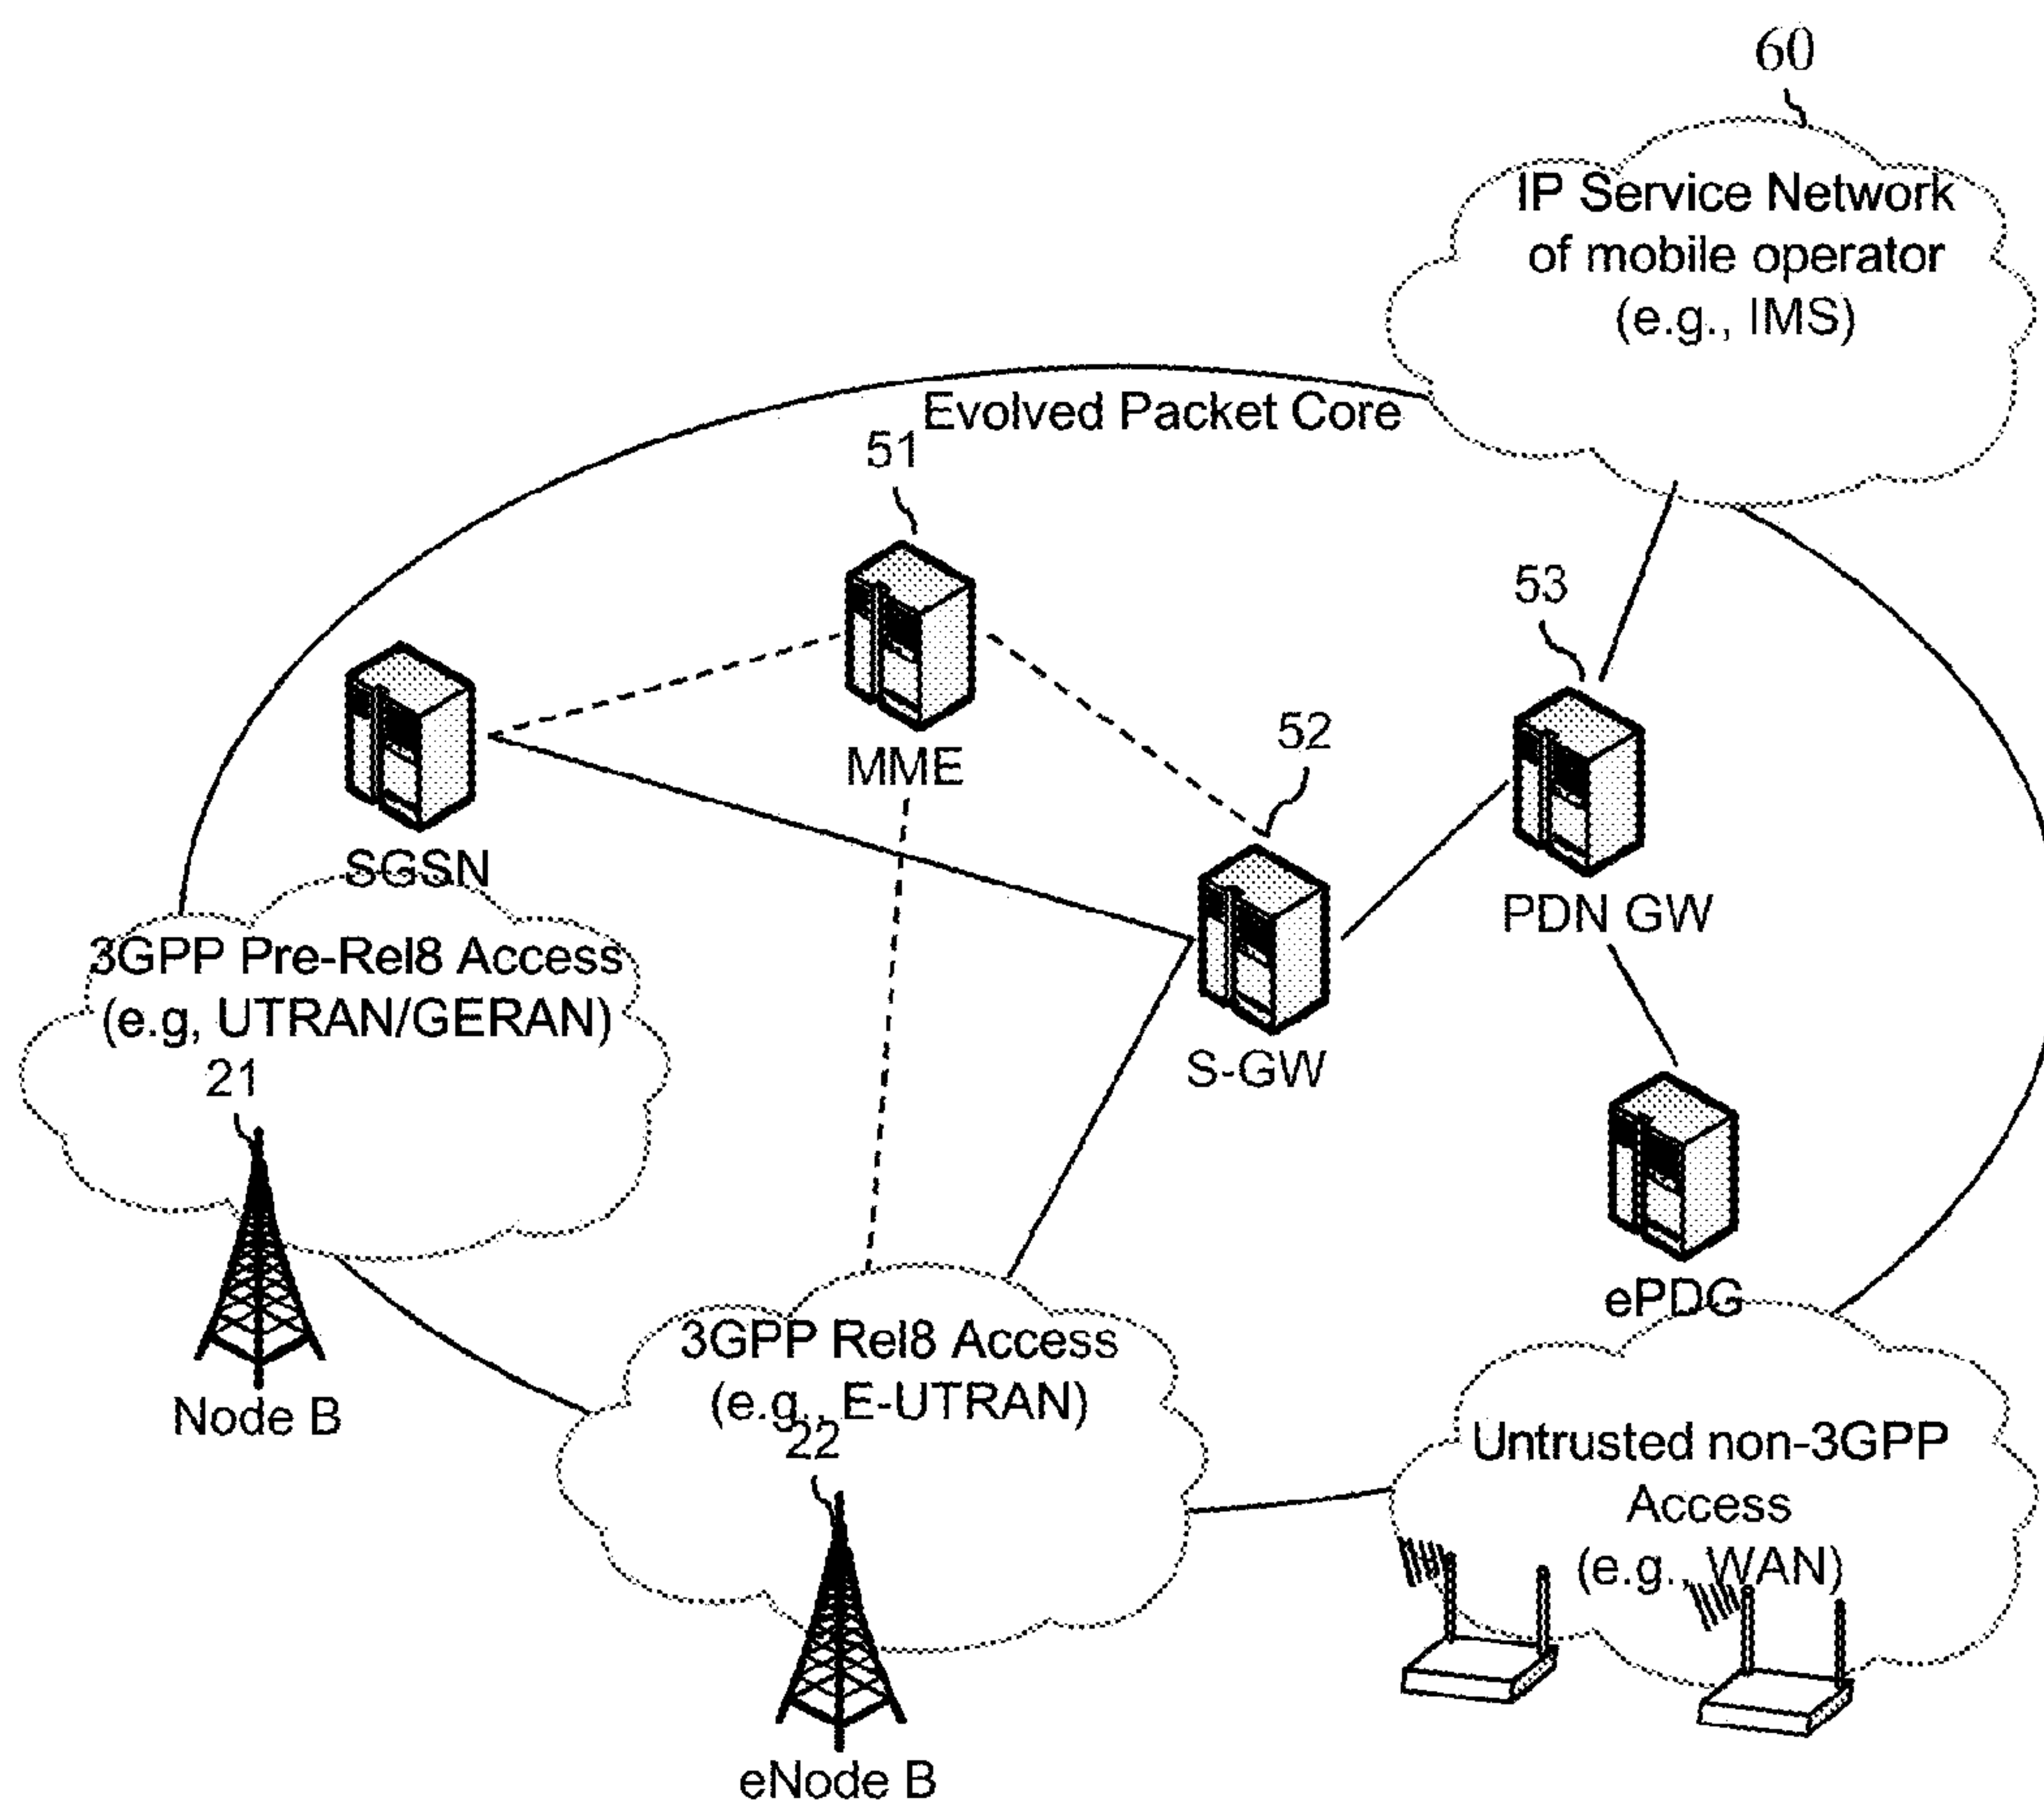 60
IP Service Network
of mobile operator
(e.g., IMS)
Evolved Packet Core
51
53
52
MME
SGSN
PDN GW
3GPP Pre-Rel8 Access
(e.g, UTRAN/GERAN)
21
S-GW
ePDG
3GPP Rel8 Access
(e.g., E-UTRAN)
22
Node B
Untrusted non-3GPP
Access
(e.g., WAN)
eNode B